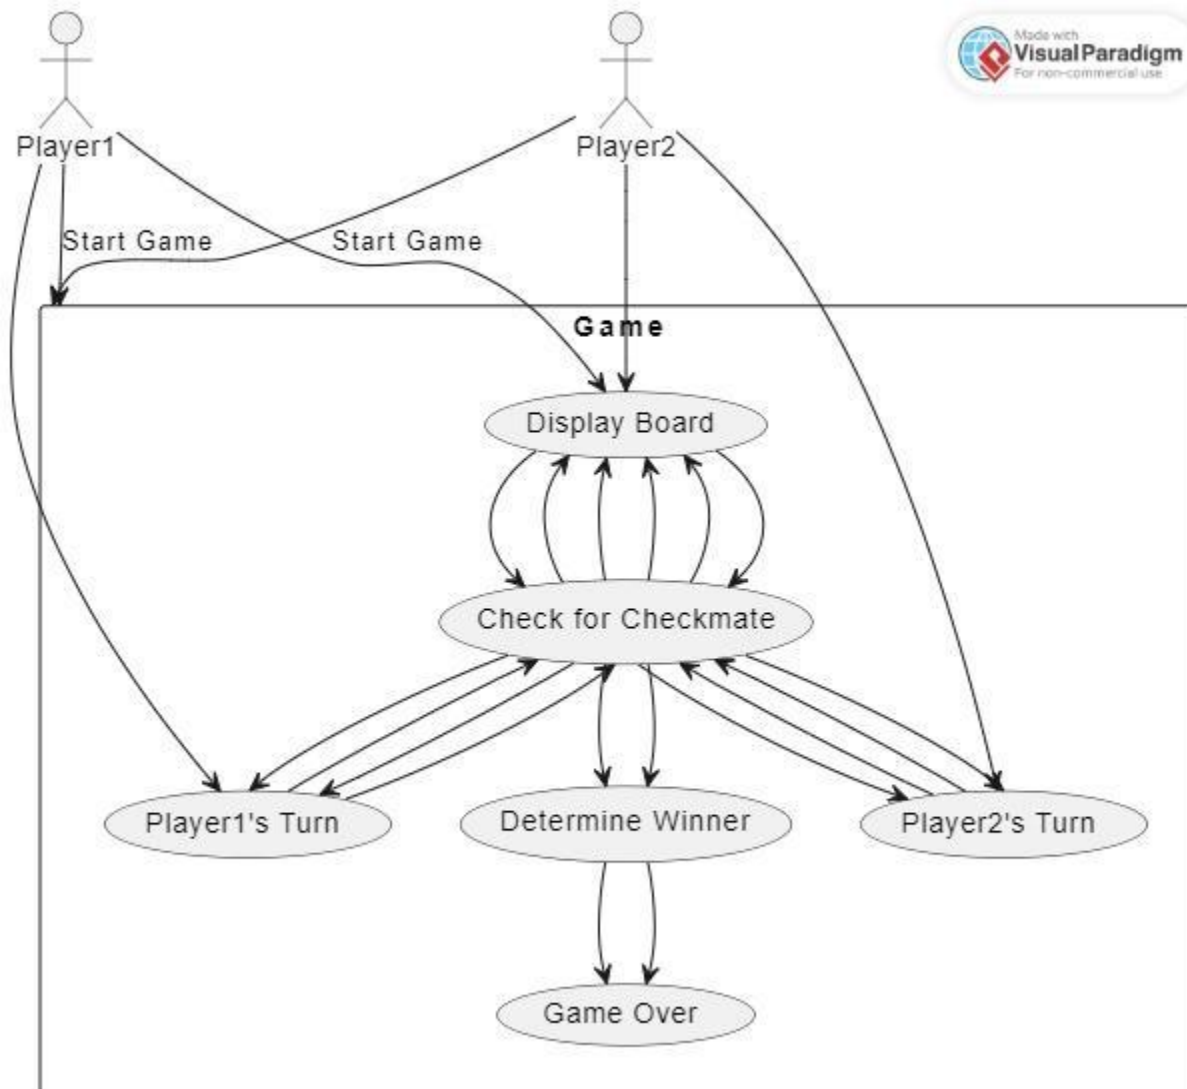 Made with
Visual Paradigm
For non-commercial use
Player1
Player2
Start Game
Start Game
Game
Display Board
Check for Checkmate
Player1's Turn
Determine Winner
Player2's Turn
Game Over